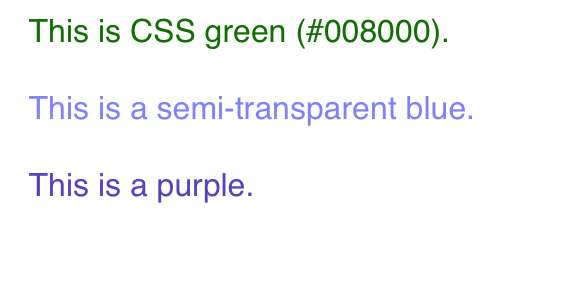 This is CSS green (#008000).
This is a semi-transparent blue.
This is a purple.